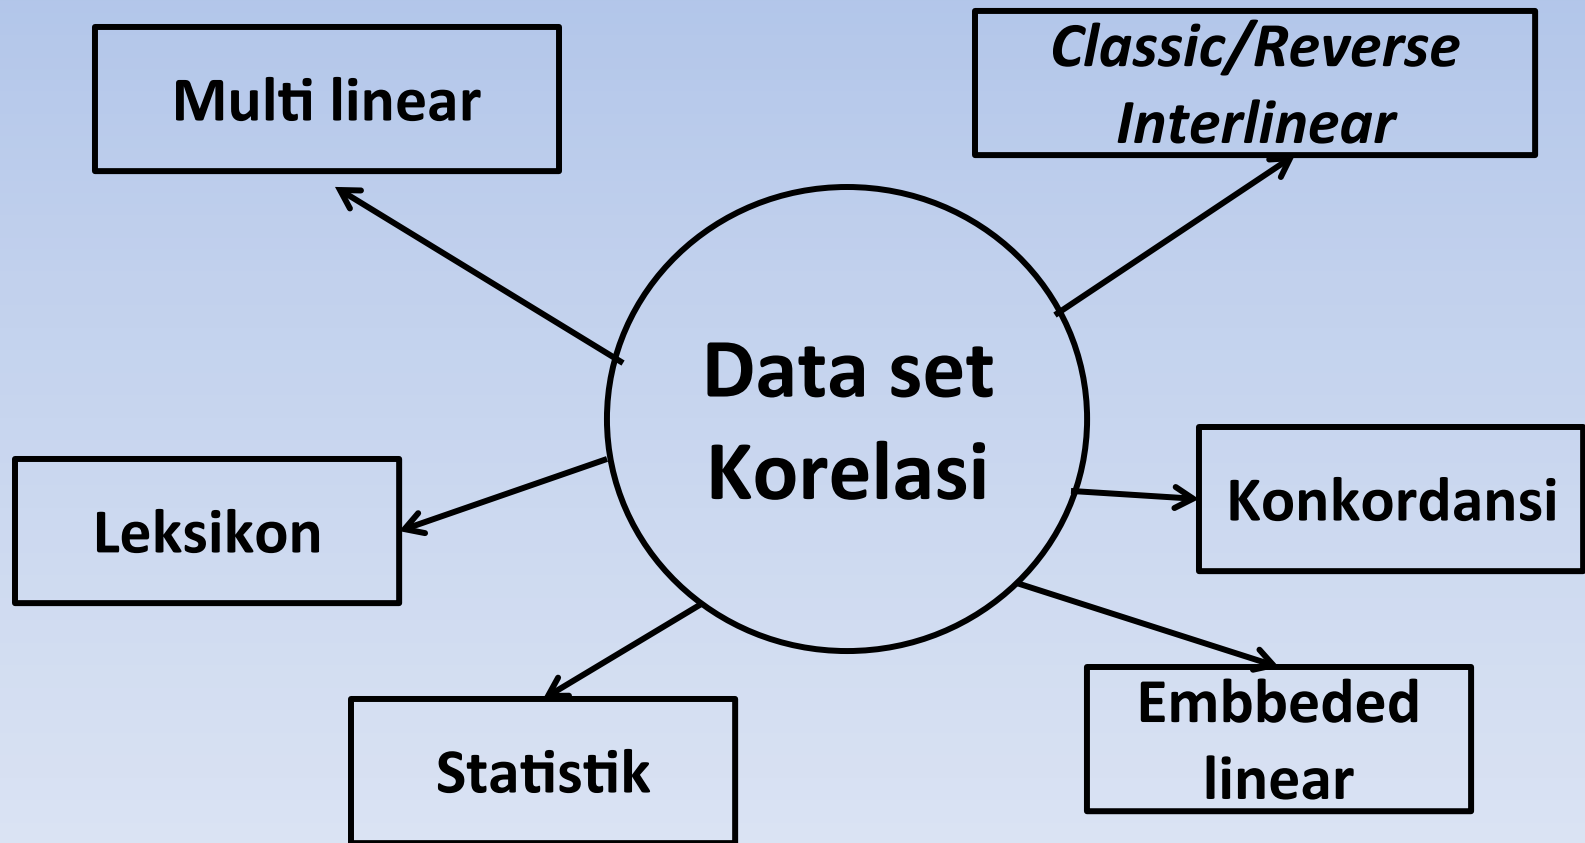 Multi linear
Classic/Reverse
Interlinear
Data set
Korelasi
Leksikon
Konkordansi
Statistik
Embbeded
linear